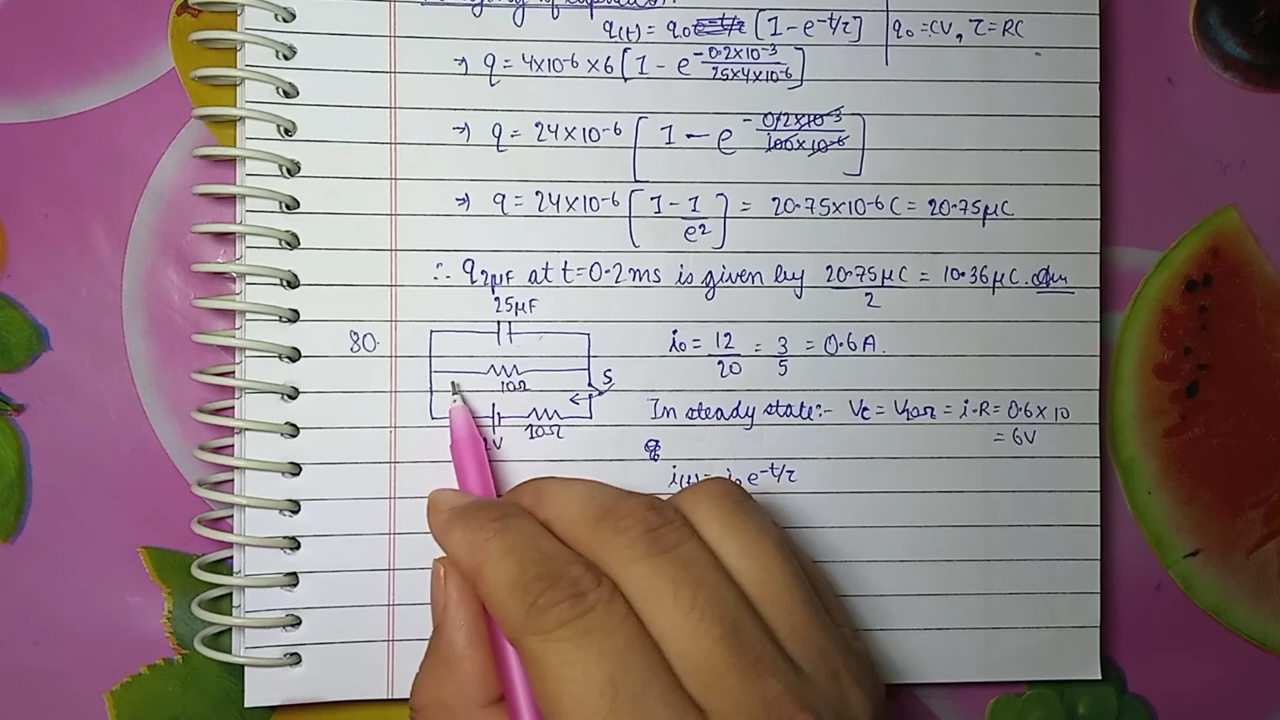 q(t) = q0 e-t/τ [1-e-t/τ] q0 = CV, τ = RC
→ q = 4×10-6 × 6 [1 - e -0.2×10-3/25×4×10-6]
→ q = 24×10-6 [1 - e -0.2×10-3/100×10-6]
→ q = 24×10-6 [1-1/e2] = 20.75×10-6 C = 20.75μC
∴ q2μF at t=0.2ms is given by 20.75μC/2 = 10.36μC. Ans
25μF
80. i0 = 12/20 = 3/5 = 0.6A.
10Ω S
In steady state:- Vc = V10Ω = i·R = 0.6×10
= 6V
10Ω
V
q
i(t) = i0 e-t/τ